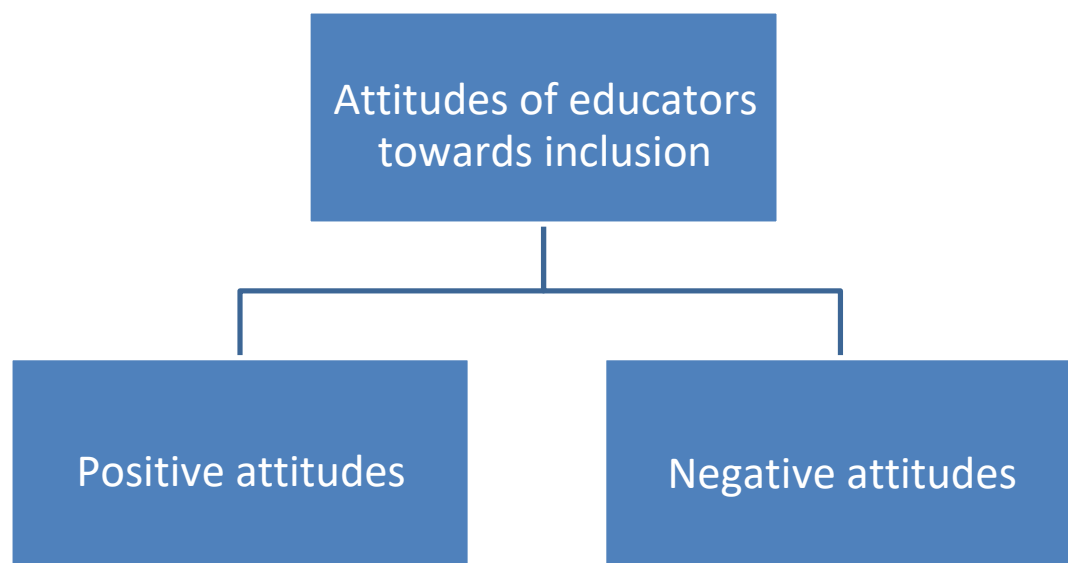 Attitudes of educators
towards inclusion
Positive attitudes
Negative attitudes